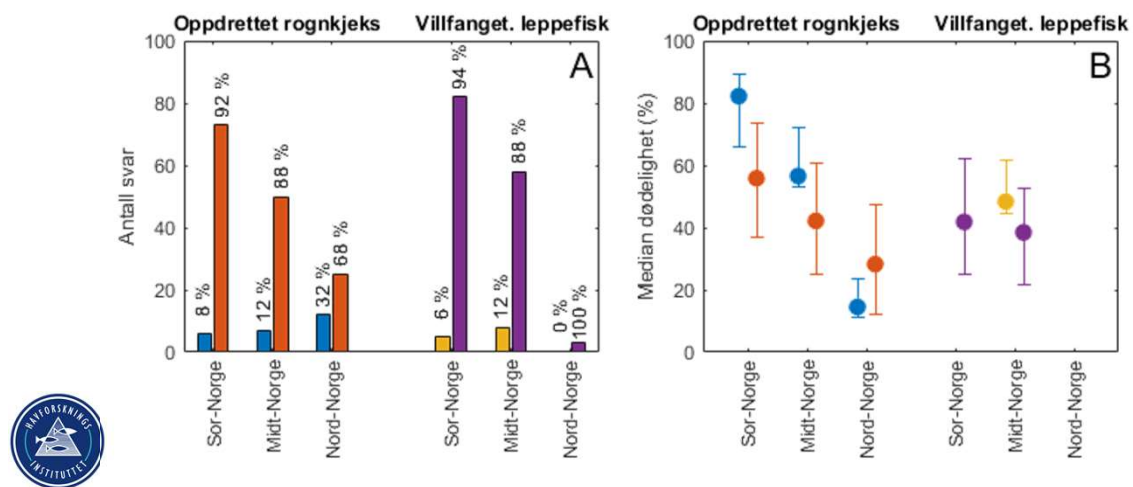 Oppdrettet rognkjeks
Villfanget. leppefisk
A
Antall svar
100
80
60
40
20
0
8 %
92 %
12 %
88 %
32 %
68 %
6 %
94 %
12 %
88 %
0 %
100 %
Sor-Norge
Midt-Norge
Nord-Norge
Sor-Norge
Midt-Norge
Nord-Norge
Oppdrettet rognkjeks
Villfanget. leppefisk
B
Median dødelighet (%)
100
80
60
40
20
0
Sor-Norge
Midt-Norge
Nord-Norge
Sor-Norge
Midt-Norge
Nord-Norge
HAVFORSKNINGS
INSTITUTTET